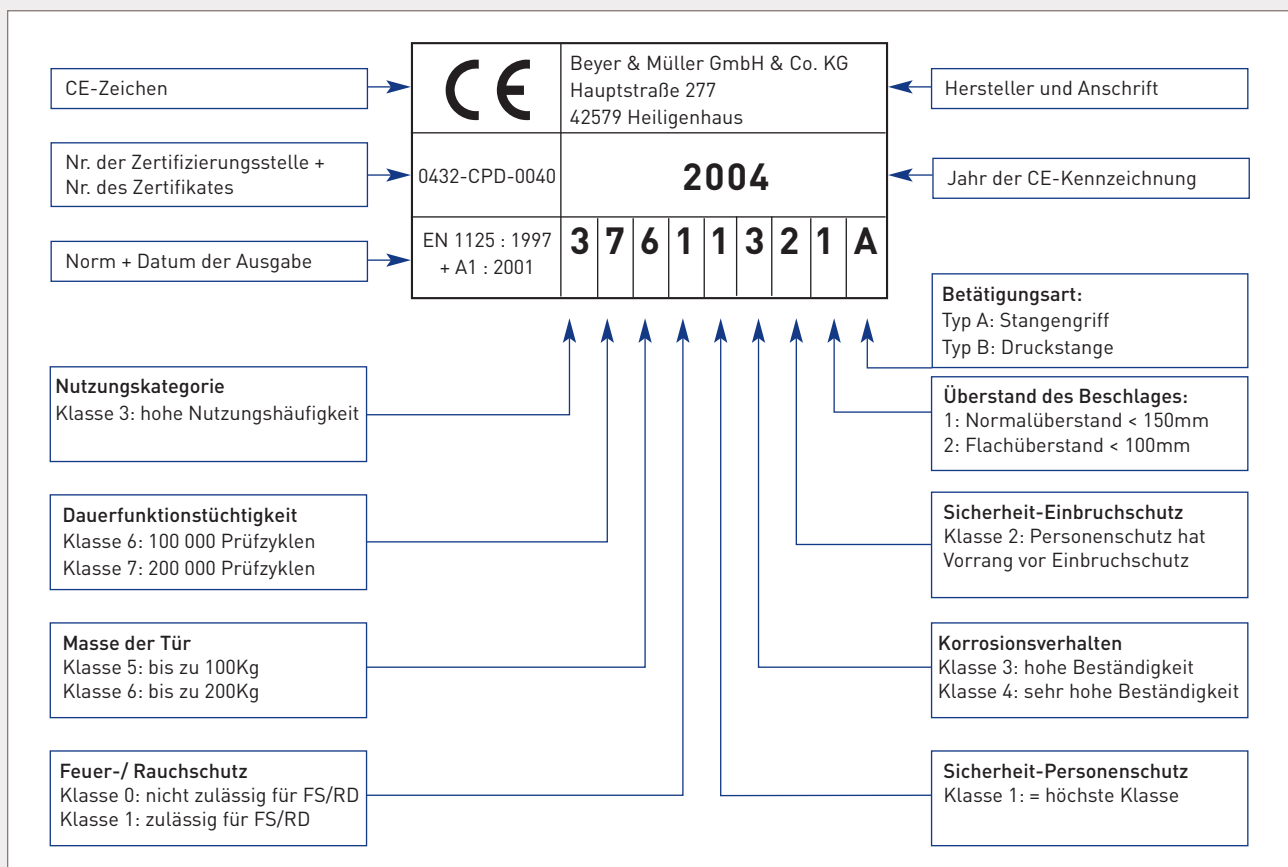 CE-Zeichen
Nr. der Zertifizierungsstelle +
Nr. des Zertifikates
Norm + Datum der Ausgabe
CE
Beyer & Müller GmbH & Co. KG
Hauptstraße 277
42579 Heiligenhaus
0432-CPD-0040
2004
EN 1125 : 1997
+ A1 : 2001
3 7 6 1 1 3 2 1 A
Hersteller und Anschrift
Jahr der CE-Kennzeichnung
Nutzungskategorie
Klasse 3: hohe Nutzungshäufigkeit
Dauerfunktionstüchtigkeit
Klasse 6: 100 000 Prüfzyklen
Klasse 7: 200 000 Prüfzyklen
Masse der Tür
Klasse 5: bis zu 100Kg
Klasse 6: bis zu 200Kg
Feuer-/ Rauchschutz
Klasse 0: nicht zulässig für FS/RD
Klasse 1: zulässig für FS/RD
Betätigungsart:
Typ A: Stangengriff
Typ B: Druckstange
Überstand des Beschlages:
1: Normalüberstand < 150mm
2: Flachüberstand < 100mm
Sicherheit-Einbruchschutz
Klasse 2: Personenschutz hat
Vorrang vor Einbruchschutz
Korrosionsverhalten
Klasse 3: hohe Beständigkeit
Klasse 4: sehr hohe Beständigkeit
Sicherheit-Personenschutz
Klasse 1: = höchste Klasse